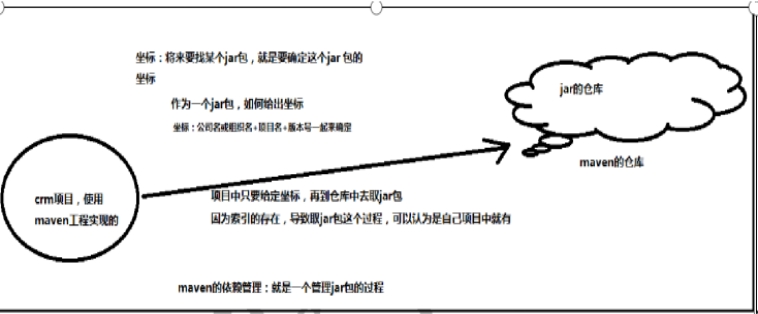 坐标：将来要找某个jar包，就是要确定这个jar 包的
坐标
作为一个jar包，如何给出坐标
坐标：公司名或组织名+项目名+版本号一起来确定
jar的仓库
maven的仓库
crm项目，使用
maven工程实现的
项目中只要给定坐标，再到仓库中去取jar包
因为索引的存在，导致取jar包这个过程，可以认为是自己项目中就有
maven的依赖管理：就是一个管理jar包的过程